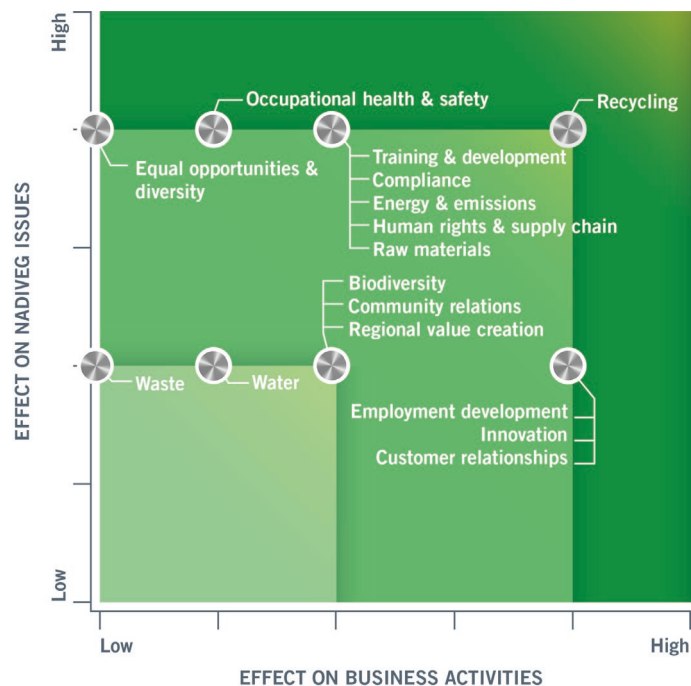 High
Occupational health & safety
Recycling
Equal opportunities &
diversity
Training & development
Compliance
Energy & emissions
Human rights & supply chain
Raw materials
Biodiversity
Community relations
Regional value creation
Waste
Water
Employment development
Innovation
Customer relationships
EFFECT ON NADIVEG ISSUES
Low
Low
High
EFFECT ON BUSINESS ACTIVITIES